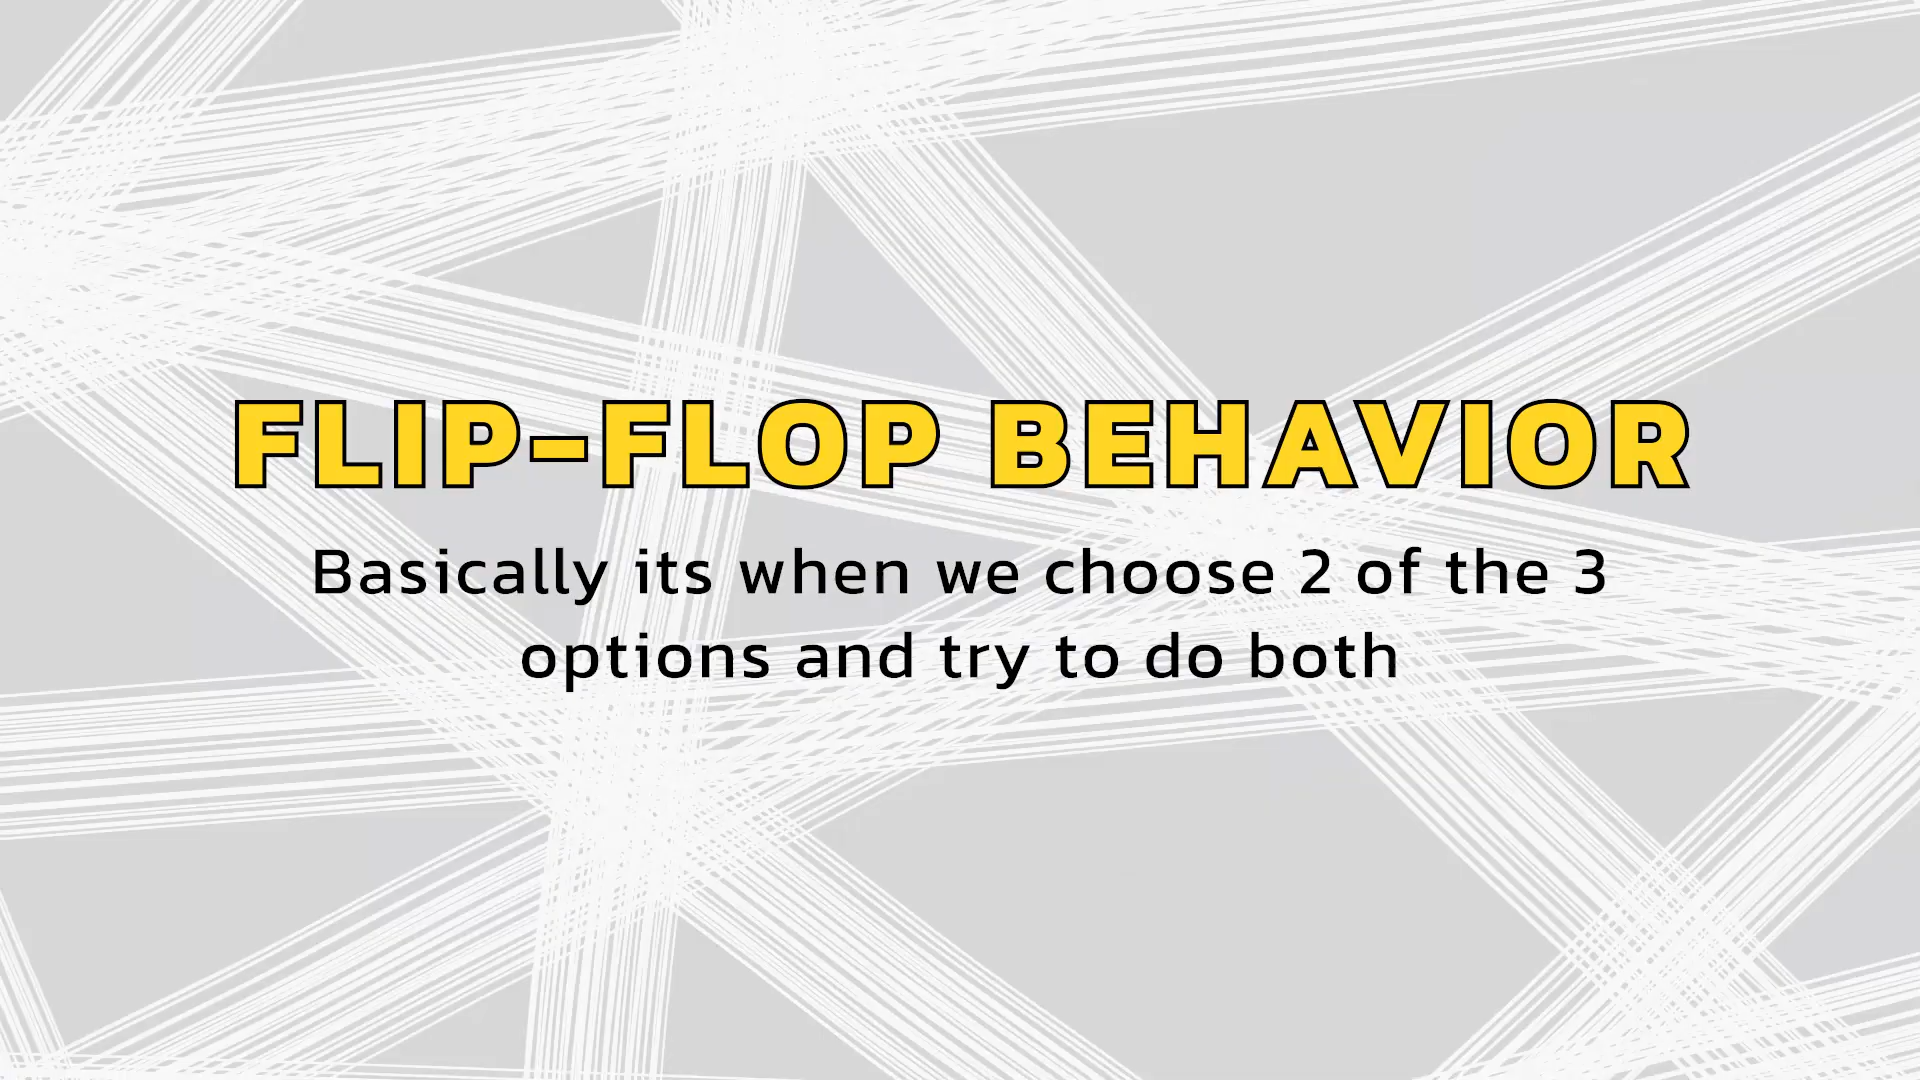 FLIP-FLOP BEHAVIOR
Basically its when we choose 2 of the 3
options and try to do both